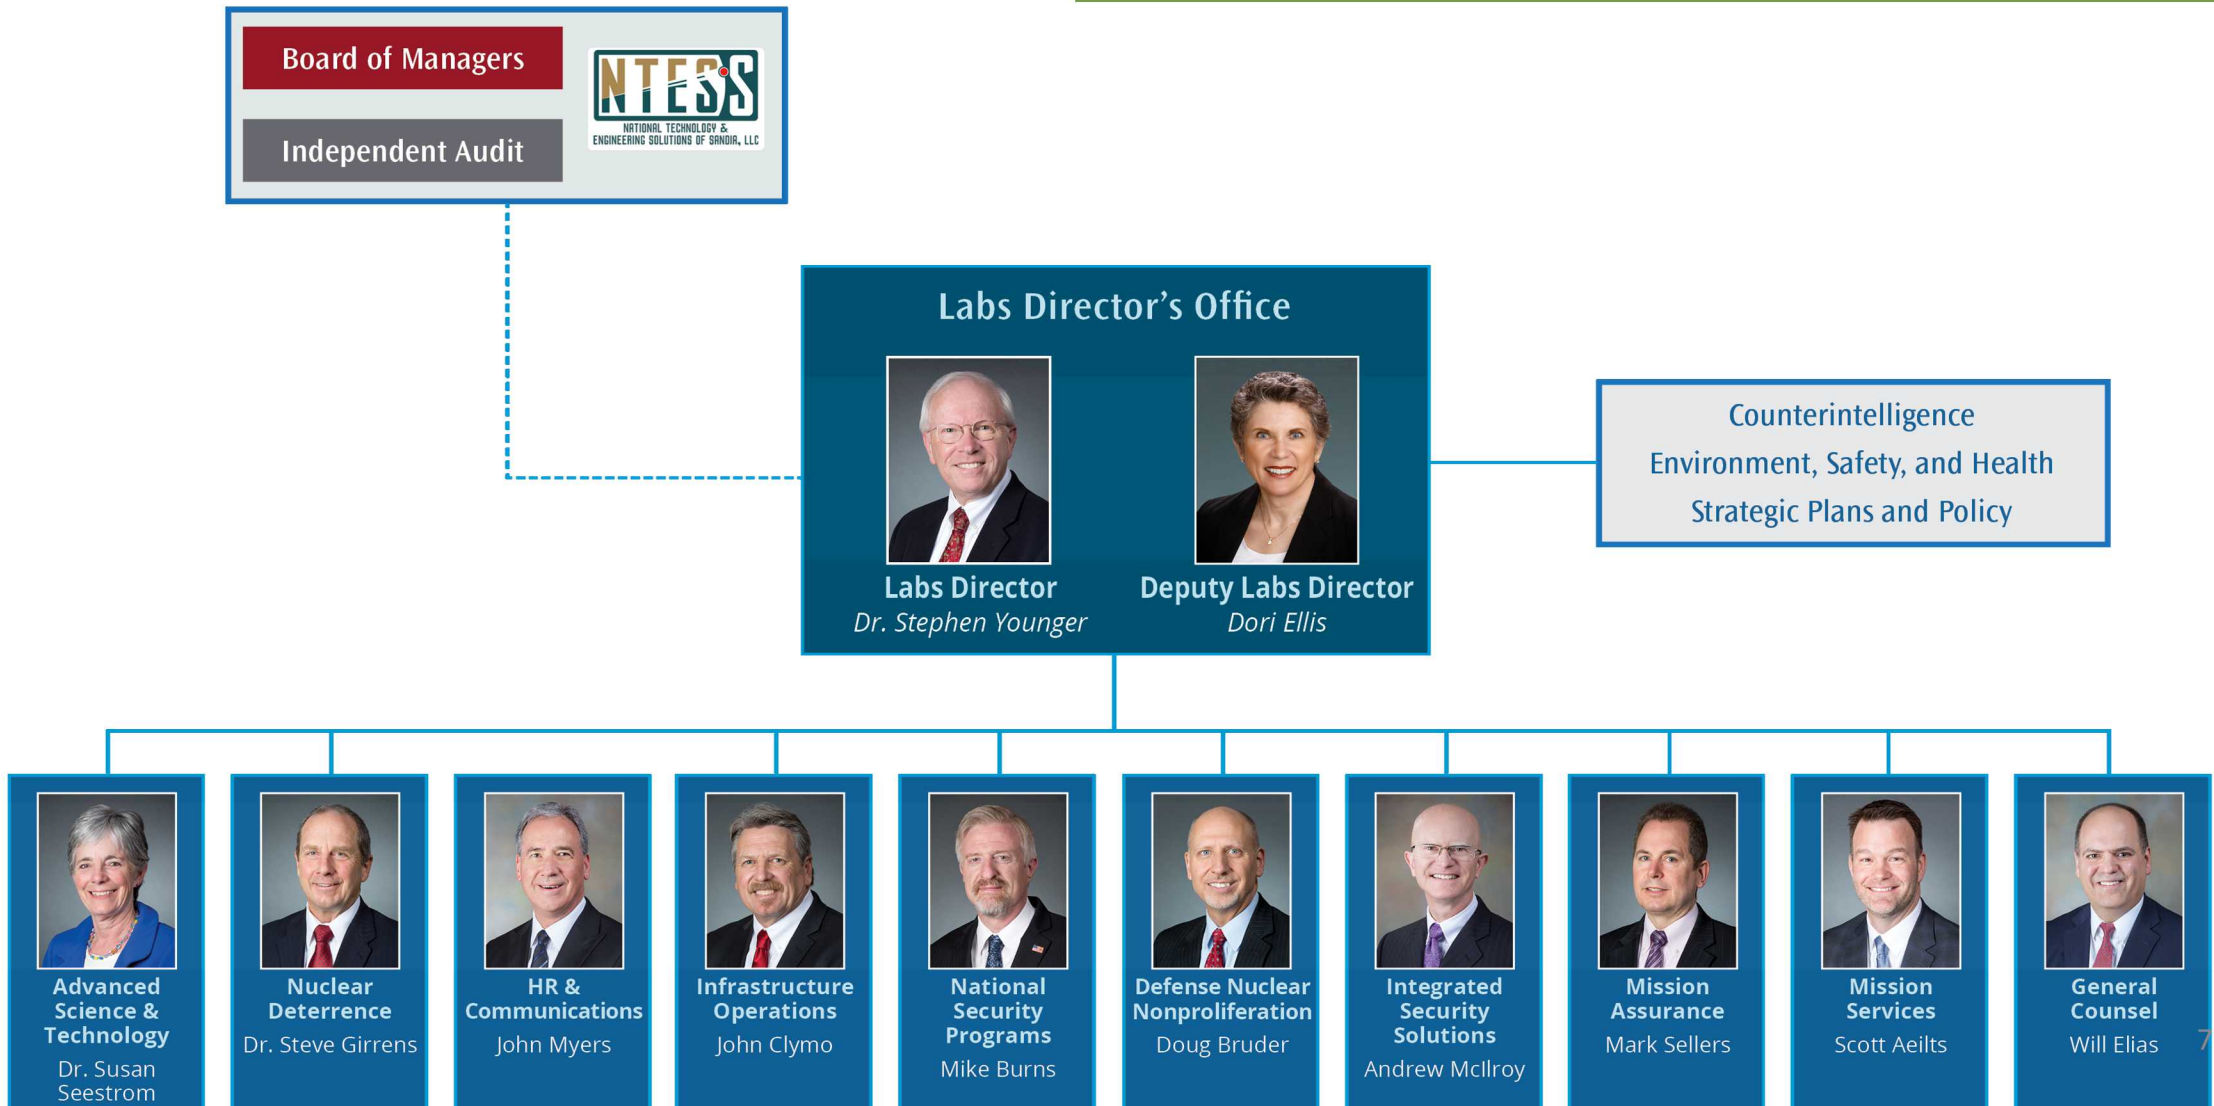 Board of Managers
Independent Audit
NTESS
NATIONAL TECHNOLOGY &
ENGINEERING SOLUTIONS OF SANDIA, LLC
Labs Director’s Office
Labs Director
Dr. Stephen Younger
Deputy Labs Director
Dori Ellis
Counterintelligence
Environment, Safety, and Health
Strategic Plans and Policy
Advanced
Science &
Technology
Dr. Susan
Seestrom
Nuclear
Deterrence
Dr. Steve Girrens
HR &
Communications
John Myers
Infrastructure
Operations
John Clymo
National
Security
Programs
Mike Burns
Defense Nuclear
Nonproliferation
Doug Bruder
Integrated
Security
Solutions
Andrew McIlroy
Mission
Assurance
Mark Sellers
Mission
Services
Scott Aeilts
General
Counsel
Will Elias
7